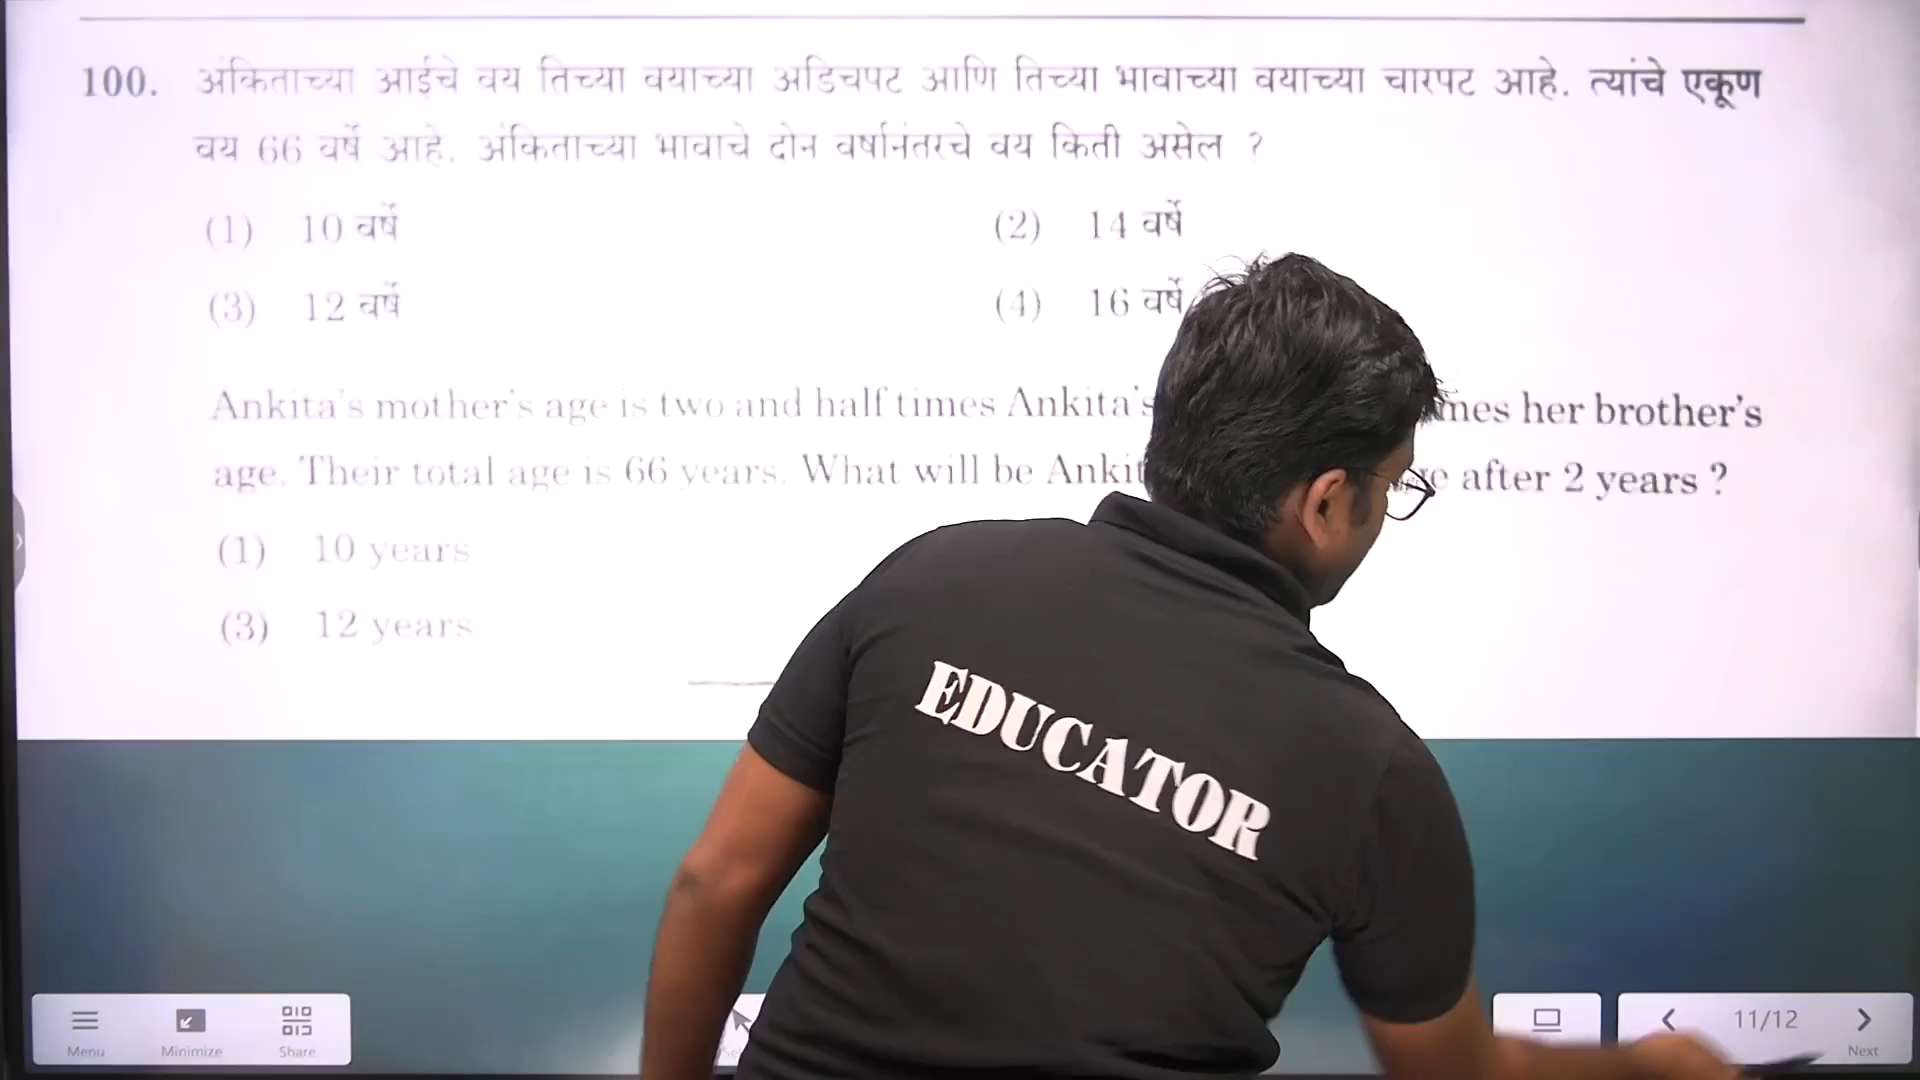 100. अंकिताच्या आईचे वय तिच्या वयाच्या अडिचपट आणि तिच्या भावाच्या वयाच्या चारपट आहे. त्यांचे एकूण
वय 66 वर्षे आहे. अंकिताच्या भावाचे दोन वर्षानंतरचे वय किती असेल ?
(1) 10 वर्षे (2) 14 वर्षे
(3) 12 वर्षे (4) 16 वर्षे
Ankita's mother's age is two and half times Ankita's her brother's
age. Their total age is 66 years. What will be after 2 years ?
(1) 10 years
(3) 12 years
EDUCATOR
11/12
Menu Minimize Share Next